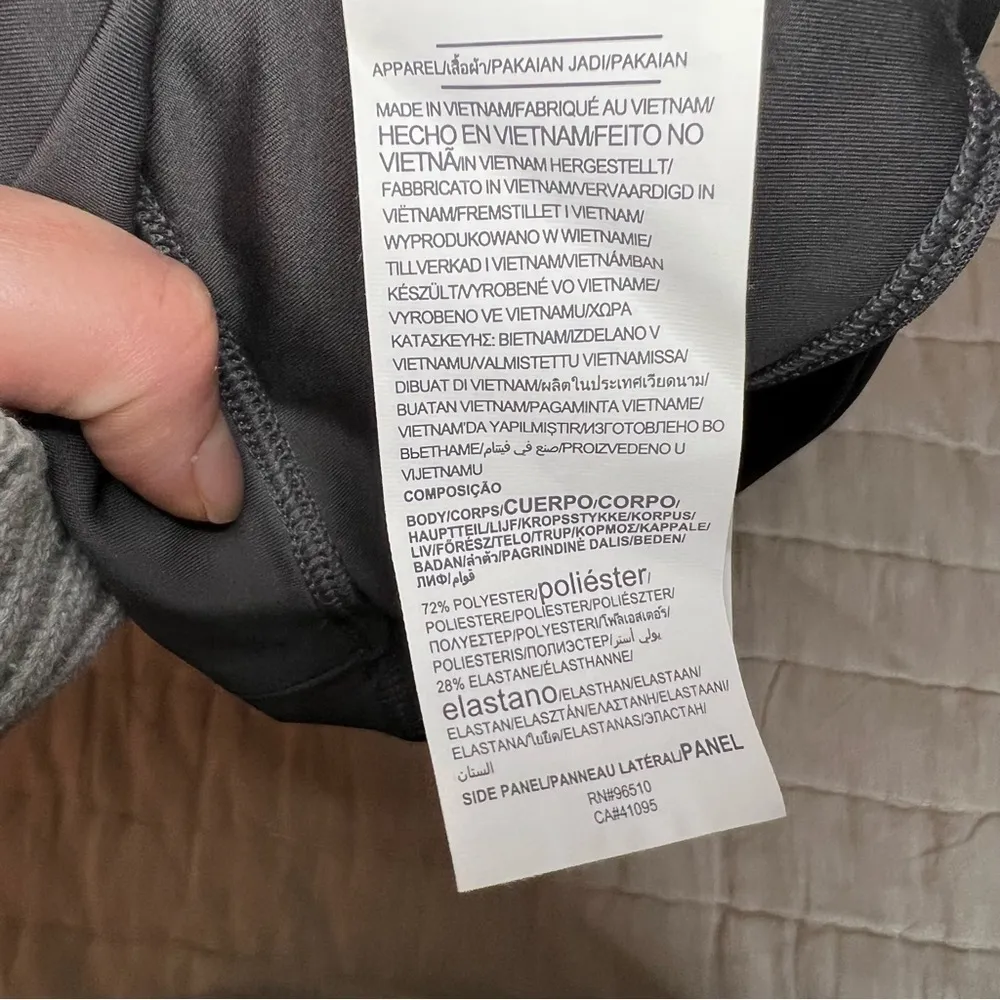 APPAREL/เสื้อผ้า/PAKAIAN JADI/PAKAIAN
MADE IN VIETNAM/FABRIQUÉ AU VIETNAM/
HECHO EN VIETNAM/FEITO NO
VIETNÃ/IN VIETNAM HERGESTELLT/
FABBRICATO IN VIETNAM/VERVAARDIGD IN
VIËTNAM/FREMSTILLET I VIETNAM/
WYPRODUKOWANO W WIETNAMIE/
TILLVERKAD I VIETNAM/VIETNÁMBAN
KÉSZÜLT/VYROBENÉ VO VIETNAME/
VYROBENO VE VIETNAMU/ΧΩΡΑ
ΚΑΤΑΣΚΕΥΗΣ: ΒΙΕΤΝΑΜ/IZDELANO V
VIETNAMU/VALMISTETTU VIETNAMISSA/
DIBUAT DI VIETNAM/ผลิตในประเทศเวียดนาม/
BUATAN VIETNAM/PAGAMINTA VIETNAME/
VIETNAM'DA YAPILMIŞTIR/ИЗГОТОВЛЕНО ВО
ВЬЕТНАМЕ/صنع في فيتنام/PROIZVEDENO U
VIJETNAMU
COMPOSIÇÃO
BODY/CORPS/CUERPO/CORPO/
HAUPTTEIL/LIJF/KROPSSTYKKE/KORPUS/
LIV/FŐRÉSZ/TELO/TRUP/ΚΟΡΜΟΣ/KAPPALE/
BADAN/ลำตัว/PAGRINDINĖ DALIS/BEDEN/
ЛИФ/قوام
72% POLYESTER/poliéster/
POLIESTERE/POLIESTER/POLIÉSZTER/
ΠΟΛΥΕΣΤΕΡ/POLYESTERI/โพลีเอสเตอร์/
POLIESTERIS/ПОЛИЭСТЕР/يولي أستر/
28% ELASTANE/ÉLASTHANNE/
elastano/ELASTHAN/ELASTAAN/
ELASTAN/ELASZTÁN/ΕΛΑΣΤΑΝΗ/ELASTAANI/
ELASTANA/ใยยืด/ELASTANAS/ЭЛАСТАН/
الستان
SIDE PANEL/PANNEAU LATÉRAL/PANEL
RN#96510
CA#41095